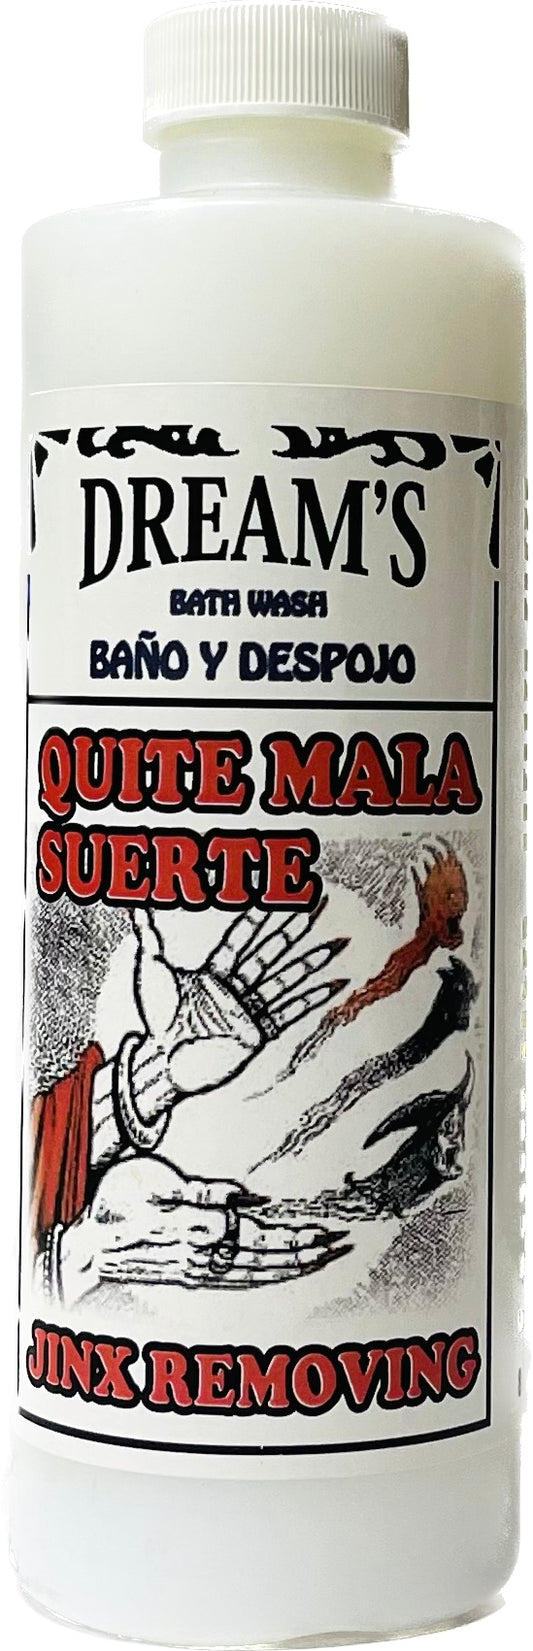 DREAM'S
BATH WASH
BAÑO Y DESPOJO
QUITE MALA
SUERTE
JINX REMOVING